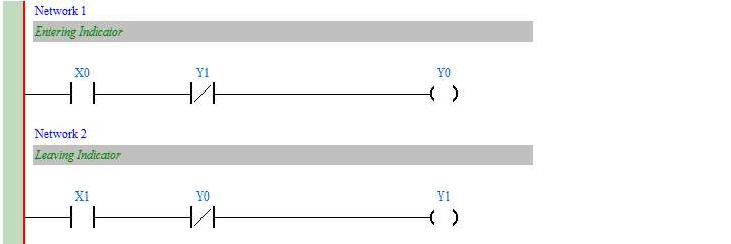 Network 1
Entering Indicator
X0 Y1 Y0
Network 2
Leaving Indicator
X1 Y0 Y1